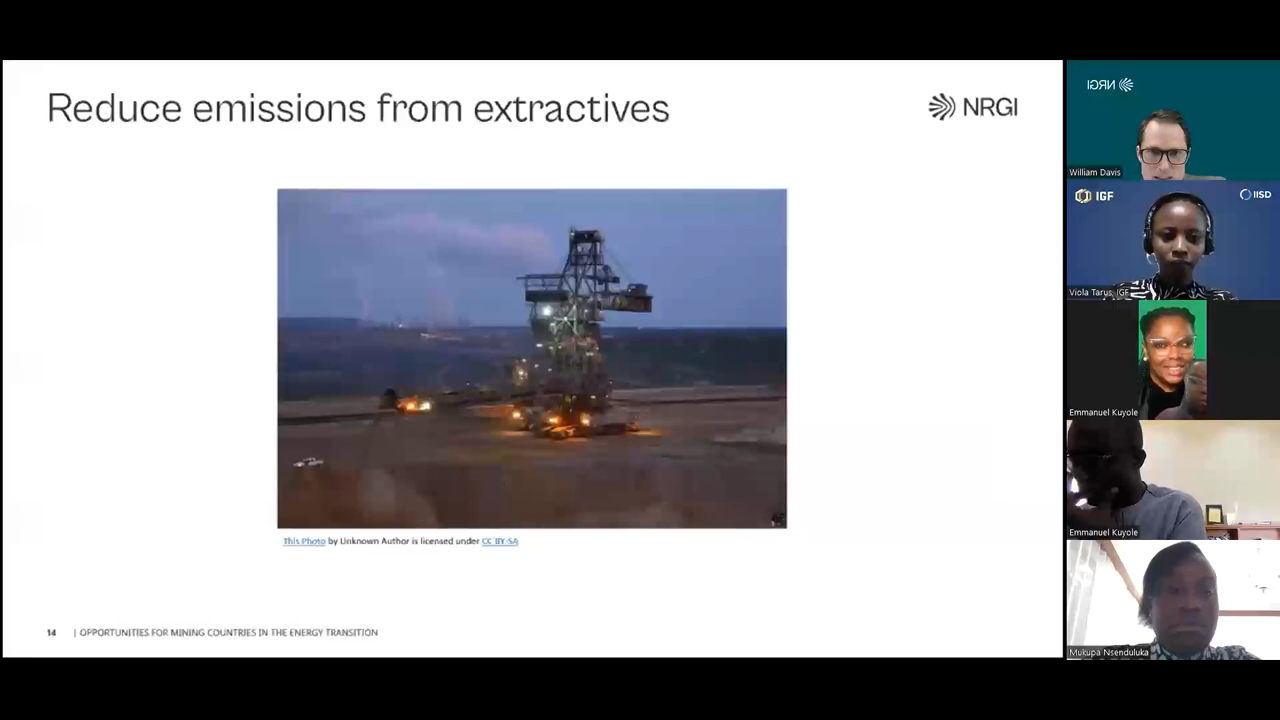 Reduce emissions from extractives
NRGI
This Photo by Unknown Author is licensed under CC BY-SA
14 | OPPORTUNITIES FOR MINING COUNTRIES IN THE ENERGY TRANSITION
NRGI
William Davis
IGF
IISD
Viola Tarus, IGF
Emmanuel Kuyole
Emmanuel Kuyole
Mukupa Nsenduluka